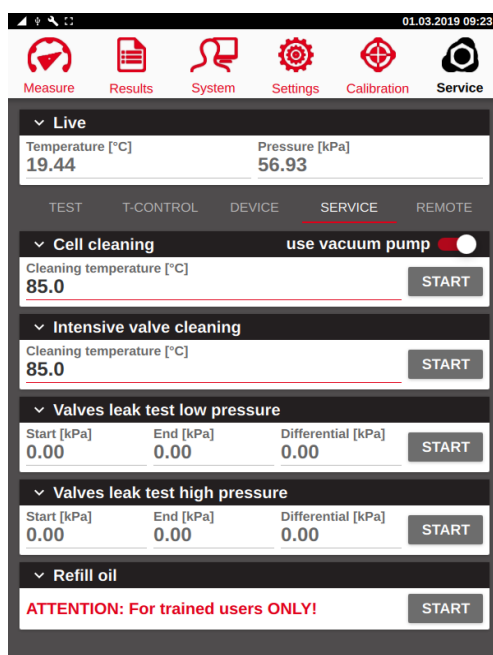 01.03.2019 09:23
Measure Results System Settings Calibration Service
Live
Temperature [°C] Pressure [kPa]
19.44 56.93
TEST T-CONTROL DEVICE SERVICE REMOTE
Cell cleaning use vacuum pump
Cleaning temperature [°C]
85.0 START
Intensive valve cleaning
Cleaning temperature [°C]
85.0 START
Valves leak test low pressure
Start [kPa] End [kPa] Differential [kPa]
0.00 0.00 0.00 START
Valves leak test high pressure
Start [kPa] End [kPa] Differential [kPa]
0.00 0.00 0.00 START
Refill oil
ATTENTION: For trained users ONLY! START